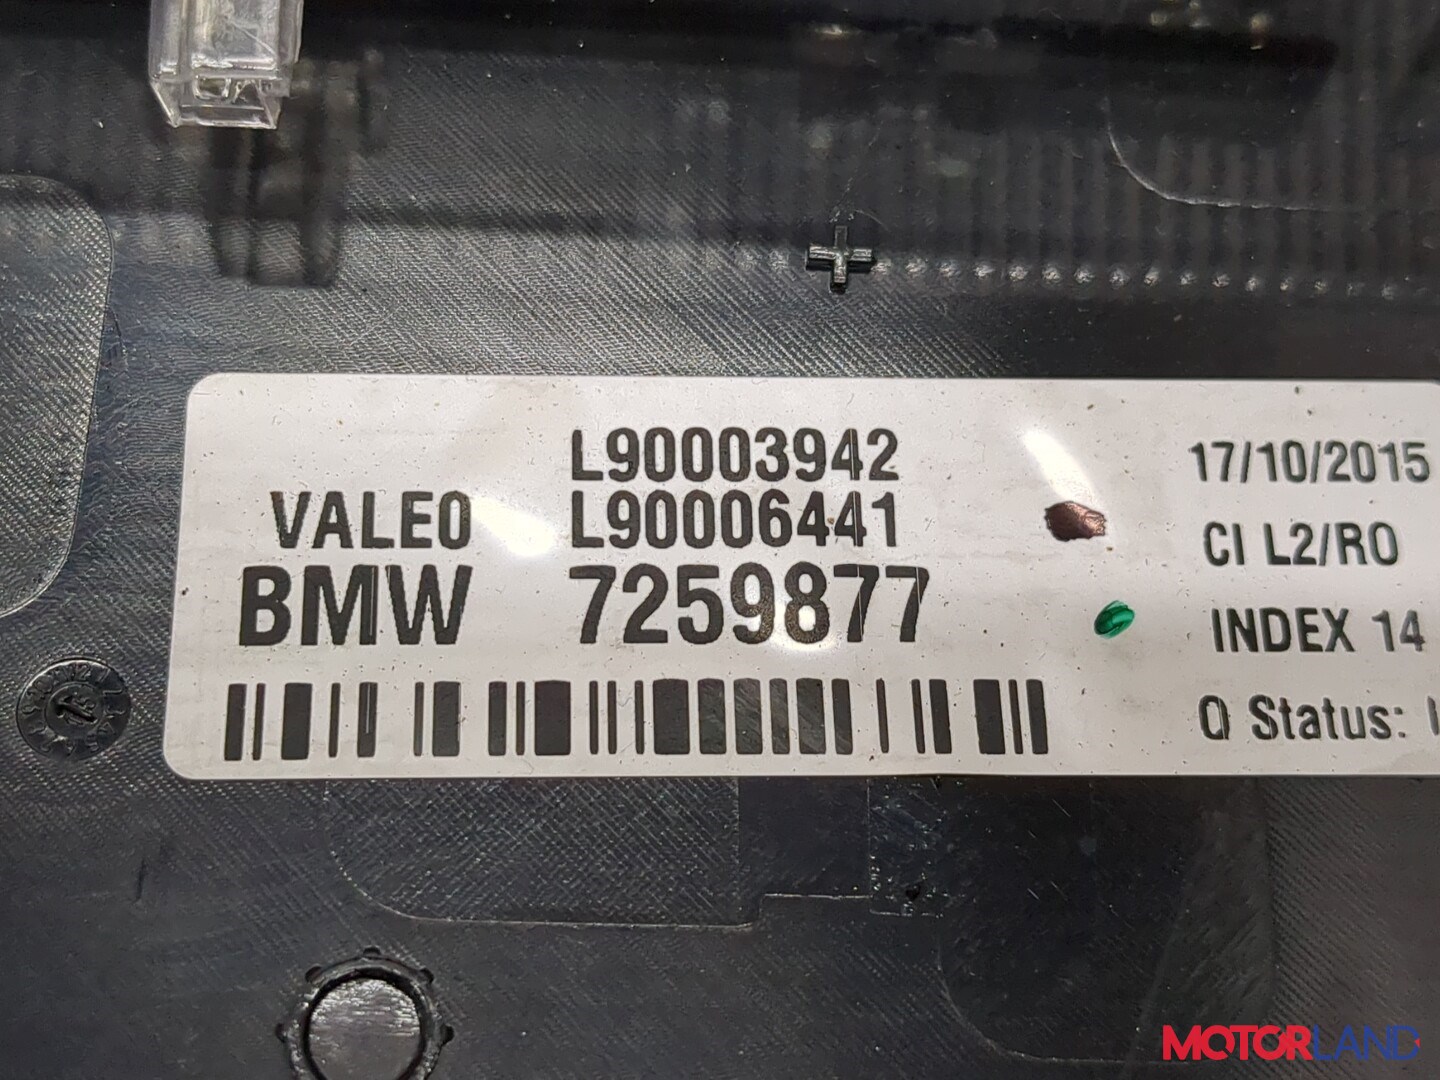 L90003942
VALEO L90006441
BMW 7259877
17/10/2015
CI L2/RO
INDEX 14
Q Status:
MOTORLAND